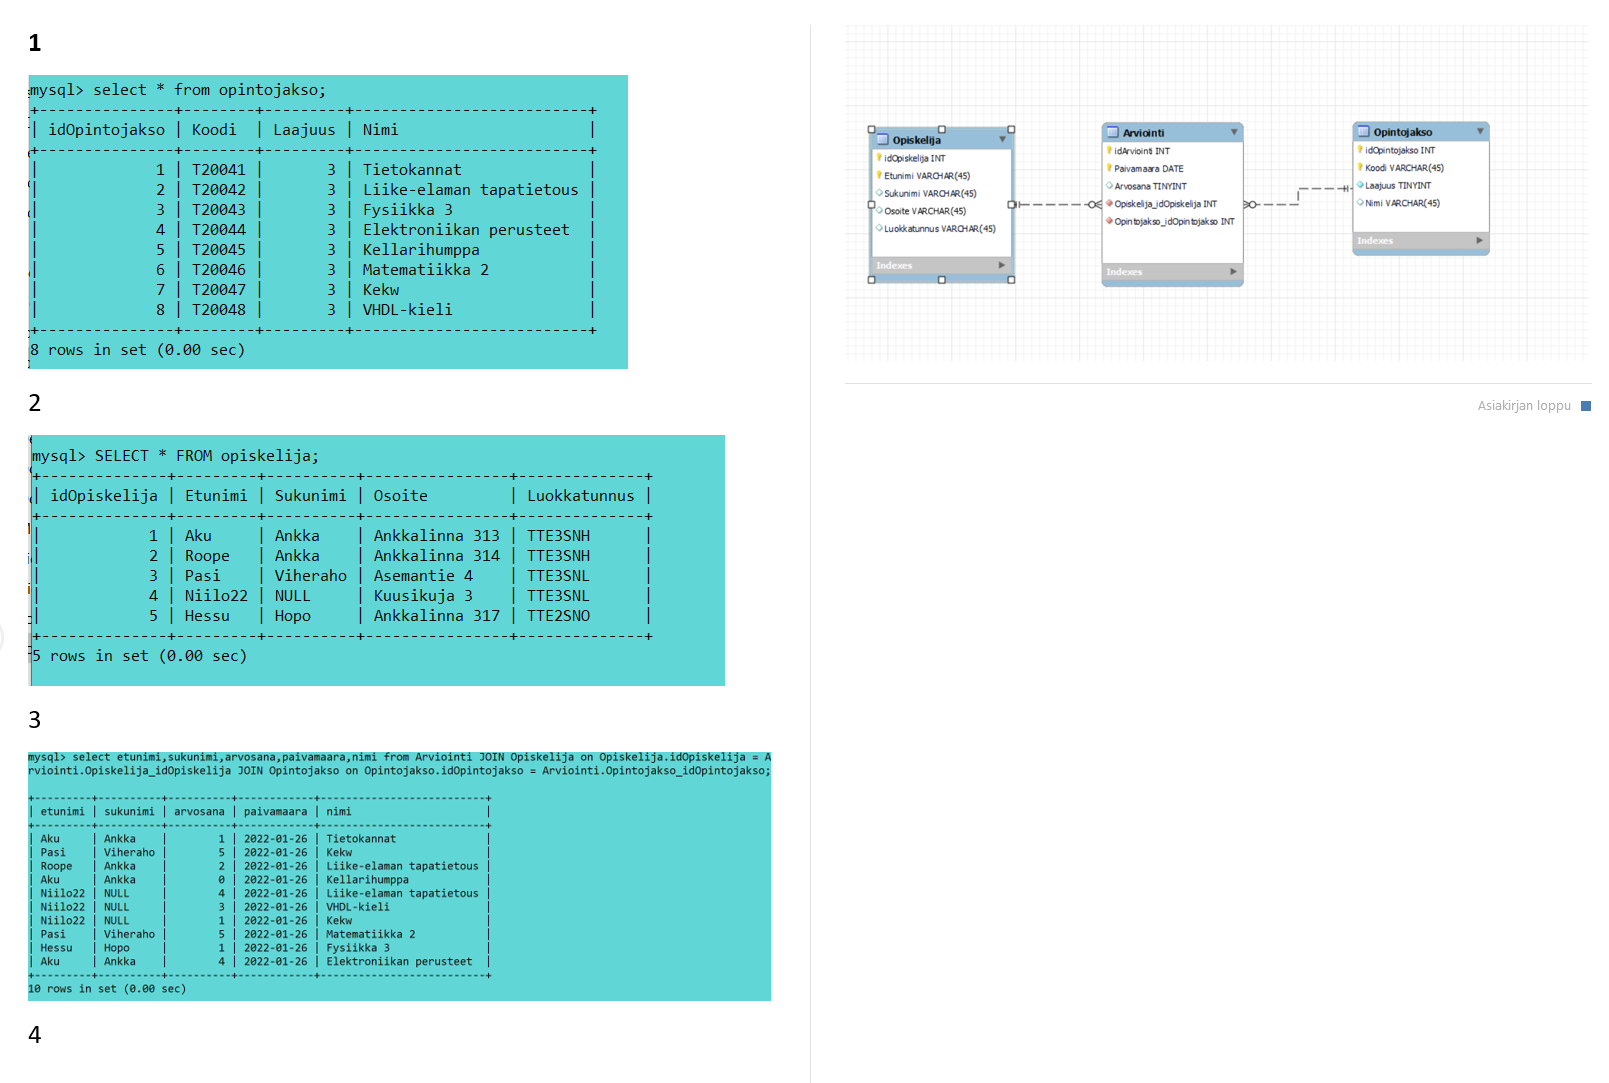 1
mysql> select * from opintojakso;
+---------------+--------+---------+--------------------------+
| idOpintojakso | Koodi  | Laajuus | Nimi                     |
+---------------+--------+---------+--------------------------+
|             1 | T20041 |       3 | Tietokannat              |
|             2 | T20042 |       3 | Liike-elaman tapatietous |
|             3 | T20043 |       3 | Fysiikka 3               |
|             4 | T20044 |       3 | Elektroniikan perusteet  |
|             5 | T20045 |       3 | Kellarihumppa            |
|             6 | T20046 |       3 | Matematiikka 2           |
|             7 | T20047 |       3 | Kekw                     |
|             8 | T20048 |       3 | VHDL-kieli               |
+---------------+--------+---------+--------------------------+
8 rows in set (0.00 sec)
2
mysql> SELECT * FROM opiskelija;
+--------------+---------+----------+----------------+-------------+
| idOpiskelija | Etunimi | Sukunimi | Osoite         | Luokkatunnus |
+--------------+---------+----------+----------------+-------------+
|            1 | Aku     | Ankka    | Ankkalinna 313 | TTE3SNH      |
|            2 | Roope   | Ankka    | Ankkalinna 314 | TTE3SNH      |
|            3 | Pasi    | Viheraho | Asemantie 4    | TTE3SNL      |
|            4 | Niilo22 | NULL     | Kuusikuja 3    | TTE3SNL      |
|            5 | Hessu   | Hopo     | Ankkalinna 317 | TTE2SNO      |
+--------------+---------+----------+----------------+-------------+
5 rows in set (0.00 sec)
3
mysql> select etunimi,sukunimi,arvosana,paivamaara,nimi from Arviointi JOIN Opiskelija on Opiskelija.idOpiskelija = A
rviointi.Opiskelija_idOpiskelija JOIN Opintojakso on Opintojakso.idOpintojakso = Arviointi.Opintojakso_idOpintojakso;
+---------+----------+----------+------------+--------------------------+
| etunimi | sukunimi | arvosana | paivamaara | nimi                     |
+---------+----------+----------+------------+--------------------------+
| Aku     | Ankka    |        1 | 2022-01-26 | Tietokannat              |
| Pasi    | Viheraho |        5 | 2022-01-26 | Kekw                     |
| Roope   | Ankka    |        2 | 2022-01-26 | Liike-elaman tapatietous |
| Aku     | Ankka    |        0 | 2022-01-26 | Kellarihumppa            |
| Niilo22 | NULL     |        4 | 2022-01-26 | Liike-elaman tapatietous |
| Niilo22 | NULL     |        3 | 2022-01-26 | VHDL-kieli               |
| Niilo22 | NULL     |        1 | 2022-01-26 | Kekw                     |
| Pasi    | Viheraho |        5 | 2022-01-26 | Matematiikka 2           |
| Hessu   | Hopo     |        1 | 2022-01-26 | Fysiikka 3               |
| Aku     | Ankka    |        4 | 2022-01-26 | Elektroniikan perusteet  |
+---------+----------+----------+------------+--------------------------+
10 rows in set (0.00 sec)
4
Opiskelija
idOpiskelija INT
Etunimi VARCHAR(45)
Sukunimi VARCHAR(45)
Osoite VARCHAR(45)
Luokkatunnus VARCHAR(45)
Indexes
Arviointi
idArviointi INT
Paivamaara DATE
Arvosana TINYINT
Opiskelija_idOpiskelija INT
Opintojakso_idOpintojakso INT
Indexes
Opintojakso
idOpintojakso INT
Koodi VARCHAR(45)
Laajuus TINYINT
Nimi VARCHAR(45)
Indexes
Asiakirjan loppu